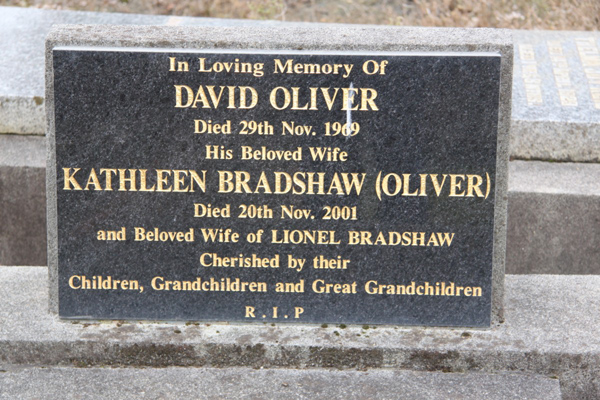 In Loving Memory Of
DAVID OLIVER
Died 29th Nov. 1969
His Beloved Wife
KATHLEEN BRADSHAW (OLIVER)
Died 20th Nov. 2001
and Beloved Wife of LIONEL BRADSHAW
Cherished by their
Children, Grandchildren and Great Grandchildren
R . I . P